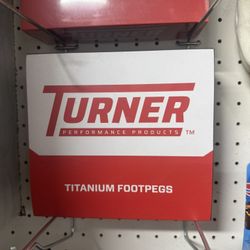 TURNER
PERFORMANCE PRODUCTS ™
TITANIUM FOOTPEGS